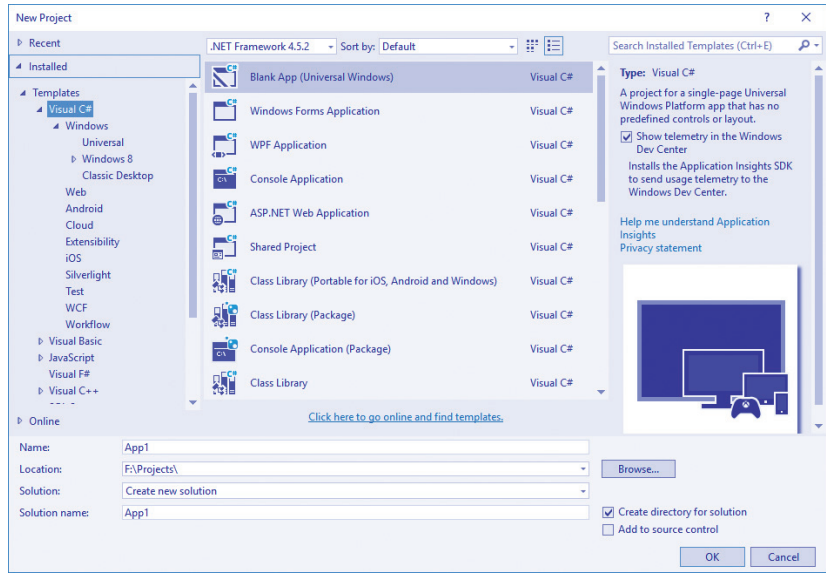 New Project
? ×
Recent
.NET Framework 4.5.2 Sort by: Default
Search Installed Templates (Ctrl+E)
Installed
Templates
Visual C#
Windows
Universal
Windows 8
Classic Desktop
Web
Android
Cloud
Extensibility
iOS
Silverlight
Test
WCF
Workflow
Visual Basic
JavaScript
Visual F#
Visual C++
Online
Blank App (Universal Windows) Visual C#
Windows Forms Application Visual C#
WPF Application Visual C#
Console Application Visual C#
ASP.NET Web Application Visual C#
Shared Project Visual C#
Class Library (Portable for iOS, Android and Windows) Visual C#
Class Library (Package) Visual C#
Console Application (Package) Visual C#
Class Library Visual C#
Click here to go online and find templates.
Type: Visual C#
A project for a single-page Universal
Windows Platform app that has no
predefined controls or layout.
Show telemetry in the Windows
Dev Center
Installs the Application Insights SDK
to send usage telemetry to the
Windows Dev Center.
Help me understand Application
Insights
Privacy statement
Name: App1
Location: F:\Projects\
Browse...
Solution: Create new solution
Solution name: App1
Create directory for solution
Add to source control
OK Cancel